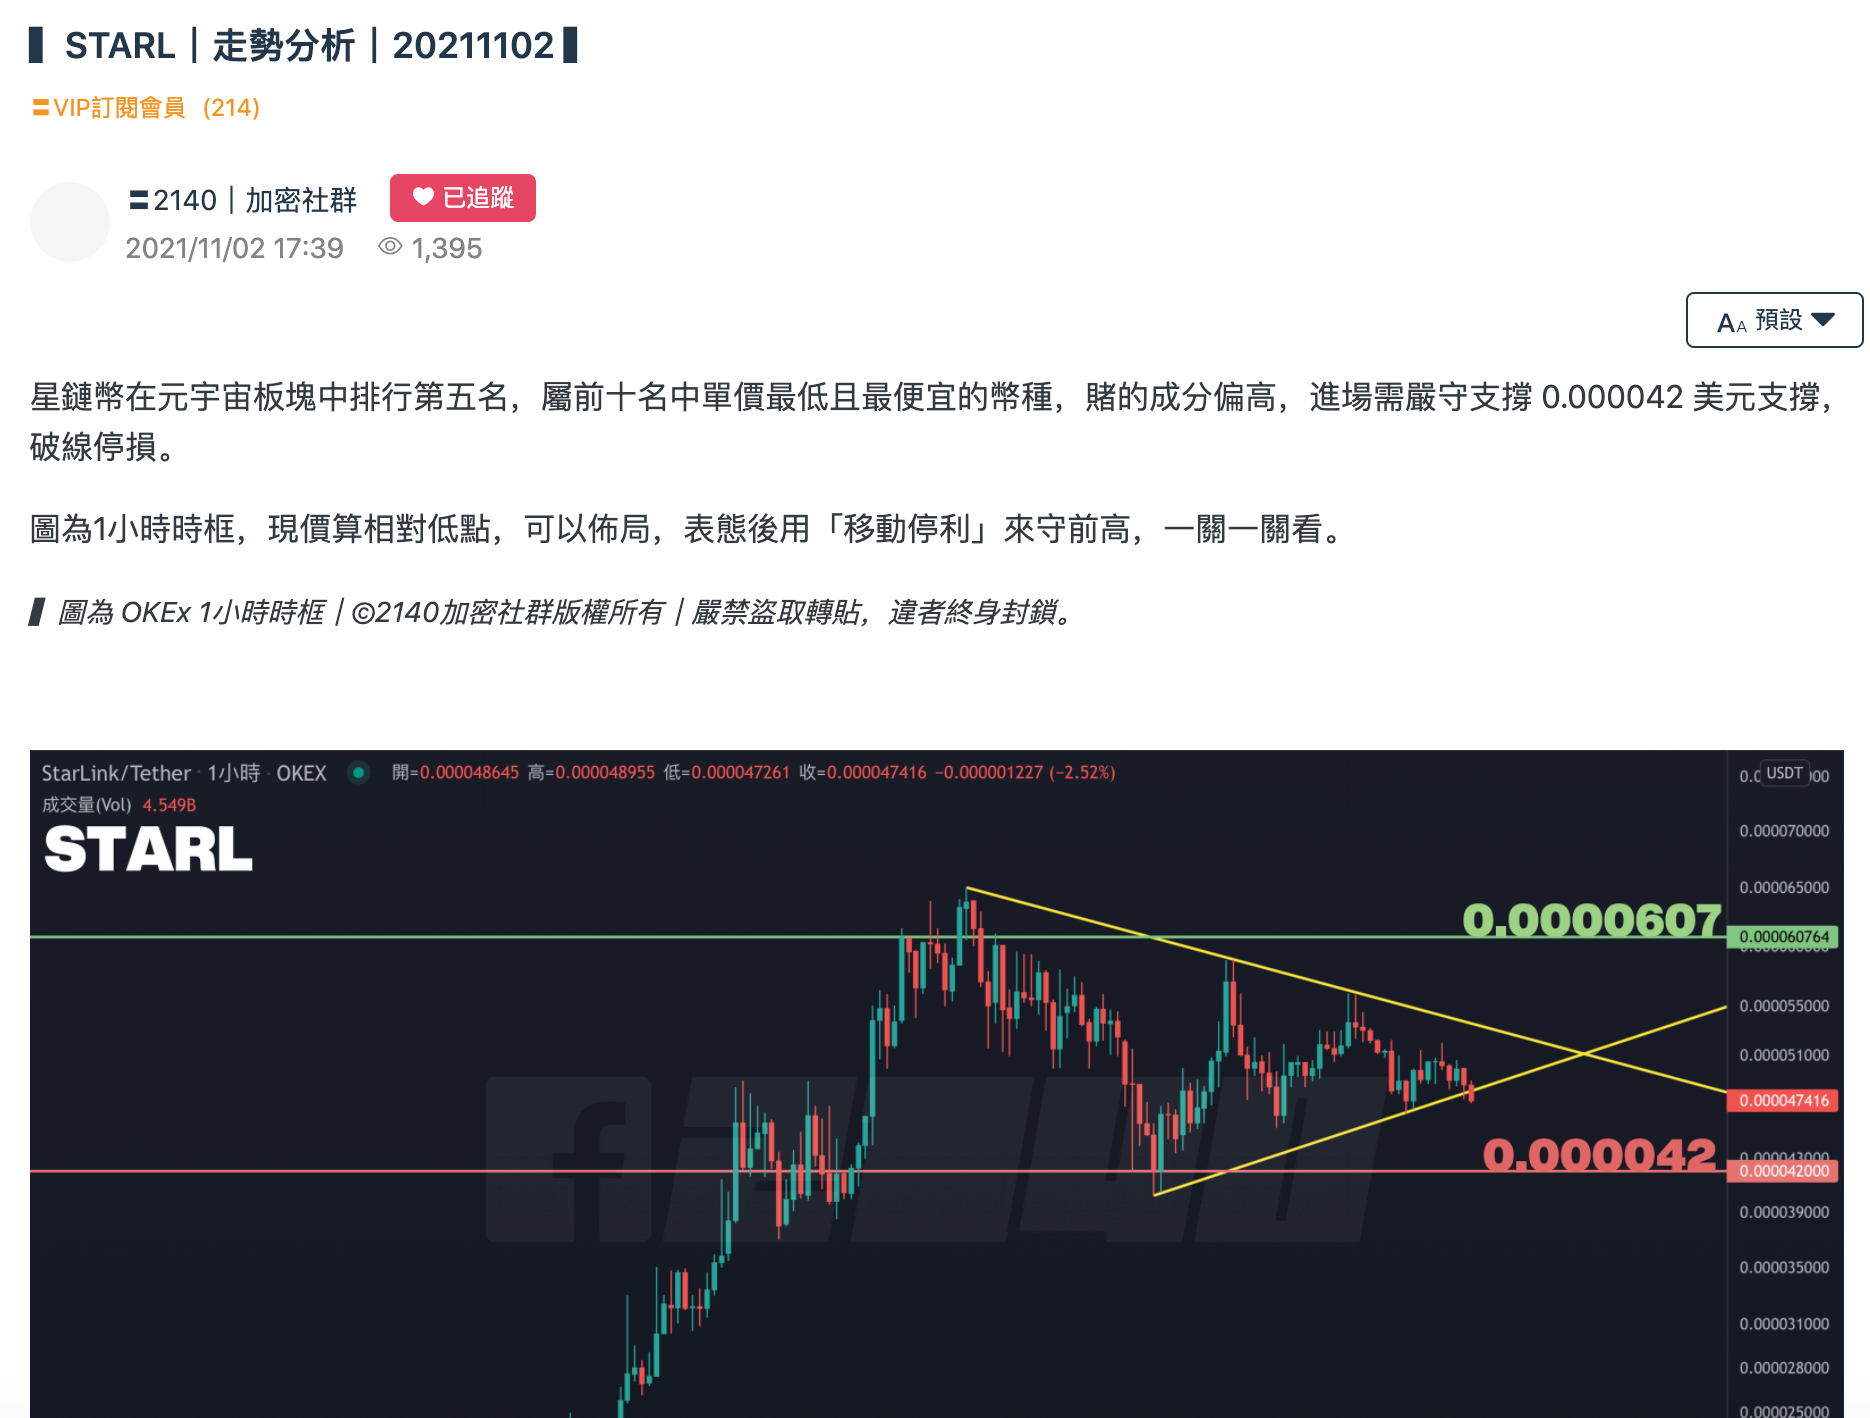 ▌STARL｜走勢分析｜20211102▐
〓VIP訂閱會員 (214)
〓2140｜加密社群
已追蹤
2021/11/02 17:39 1,395
AA 預設
星鏈幣在元宇宙板塊中排行第五名，屬前十名中單價最低且最便宜的幣種，賭的成分偏高，進場需嚴守支撐 0.000042 美元支撐，
破線停損。
圖為1小時時框，現價算相對低點，可以佈局，表態後用「移動停利」來守前高，一關一關看。
▌圖為 OKEx 1小時時框｜©2140加密社群版權所有｜嚴禁盜取轉貼，違者終身封鎖。
StarLink/Tether · 1小時 · OKEX 開=0.000048645 高=0.000048955 低=0.000047261 收=0.000047416 −0.000001227 (−2.52%)
成交量(Vol) 4.549B
STARL
USDT
0.000070000
0.000065000
0.0000607
0.000060764
0.000055000
0.000051000
0.000047416
2140
0.000042
0.000043000
0.000042000
0.000039000
0.000035000
0.000031000
0.000028000
0.000025000